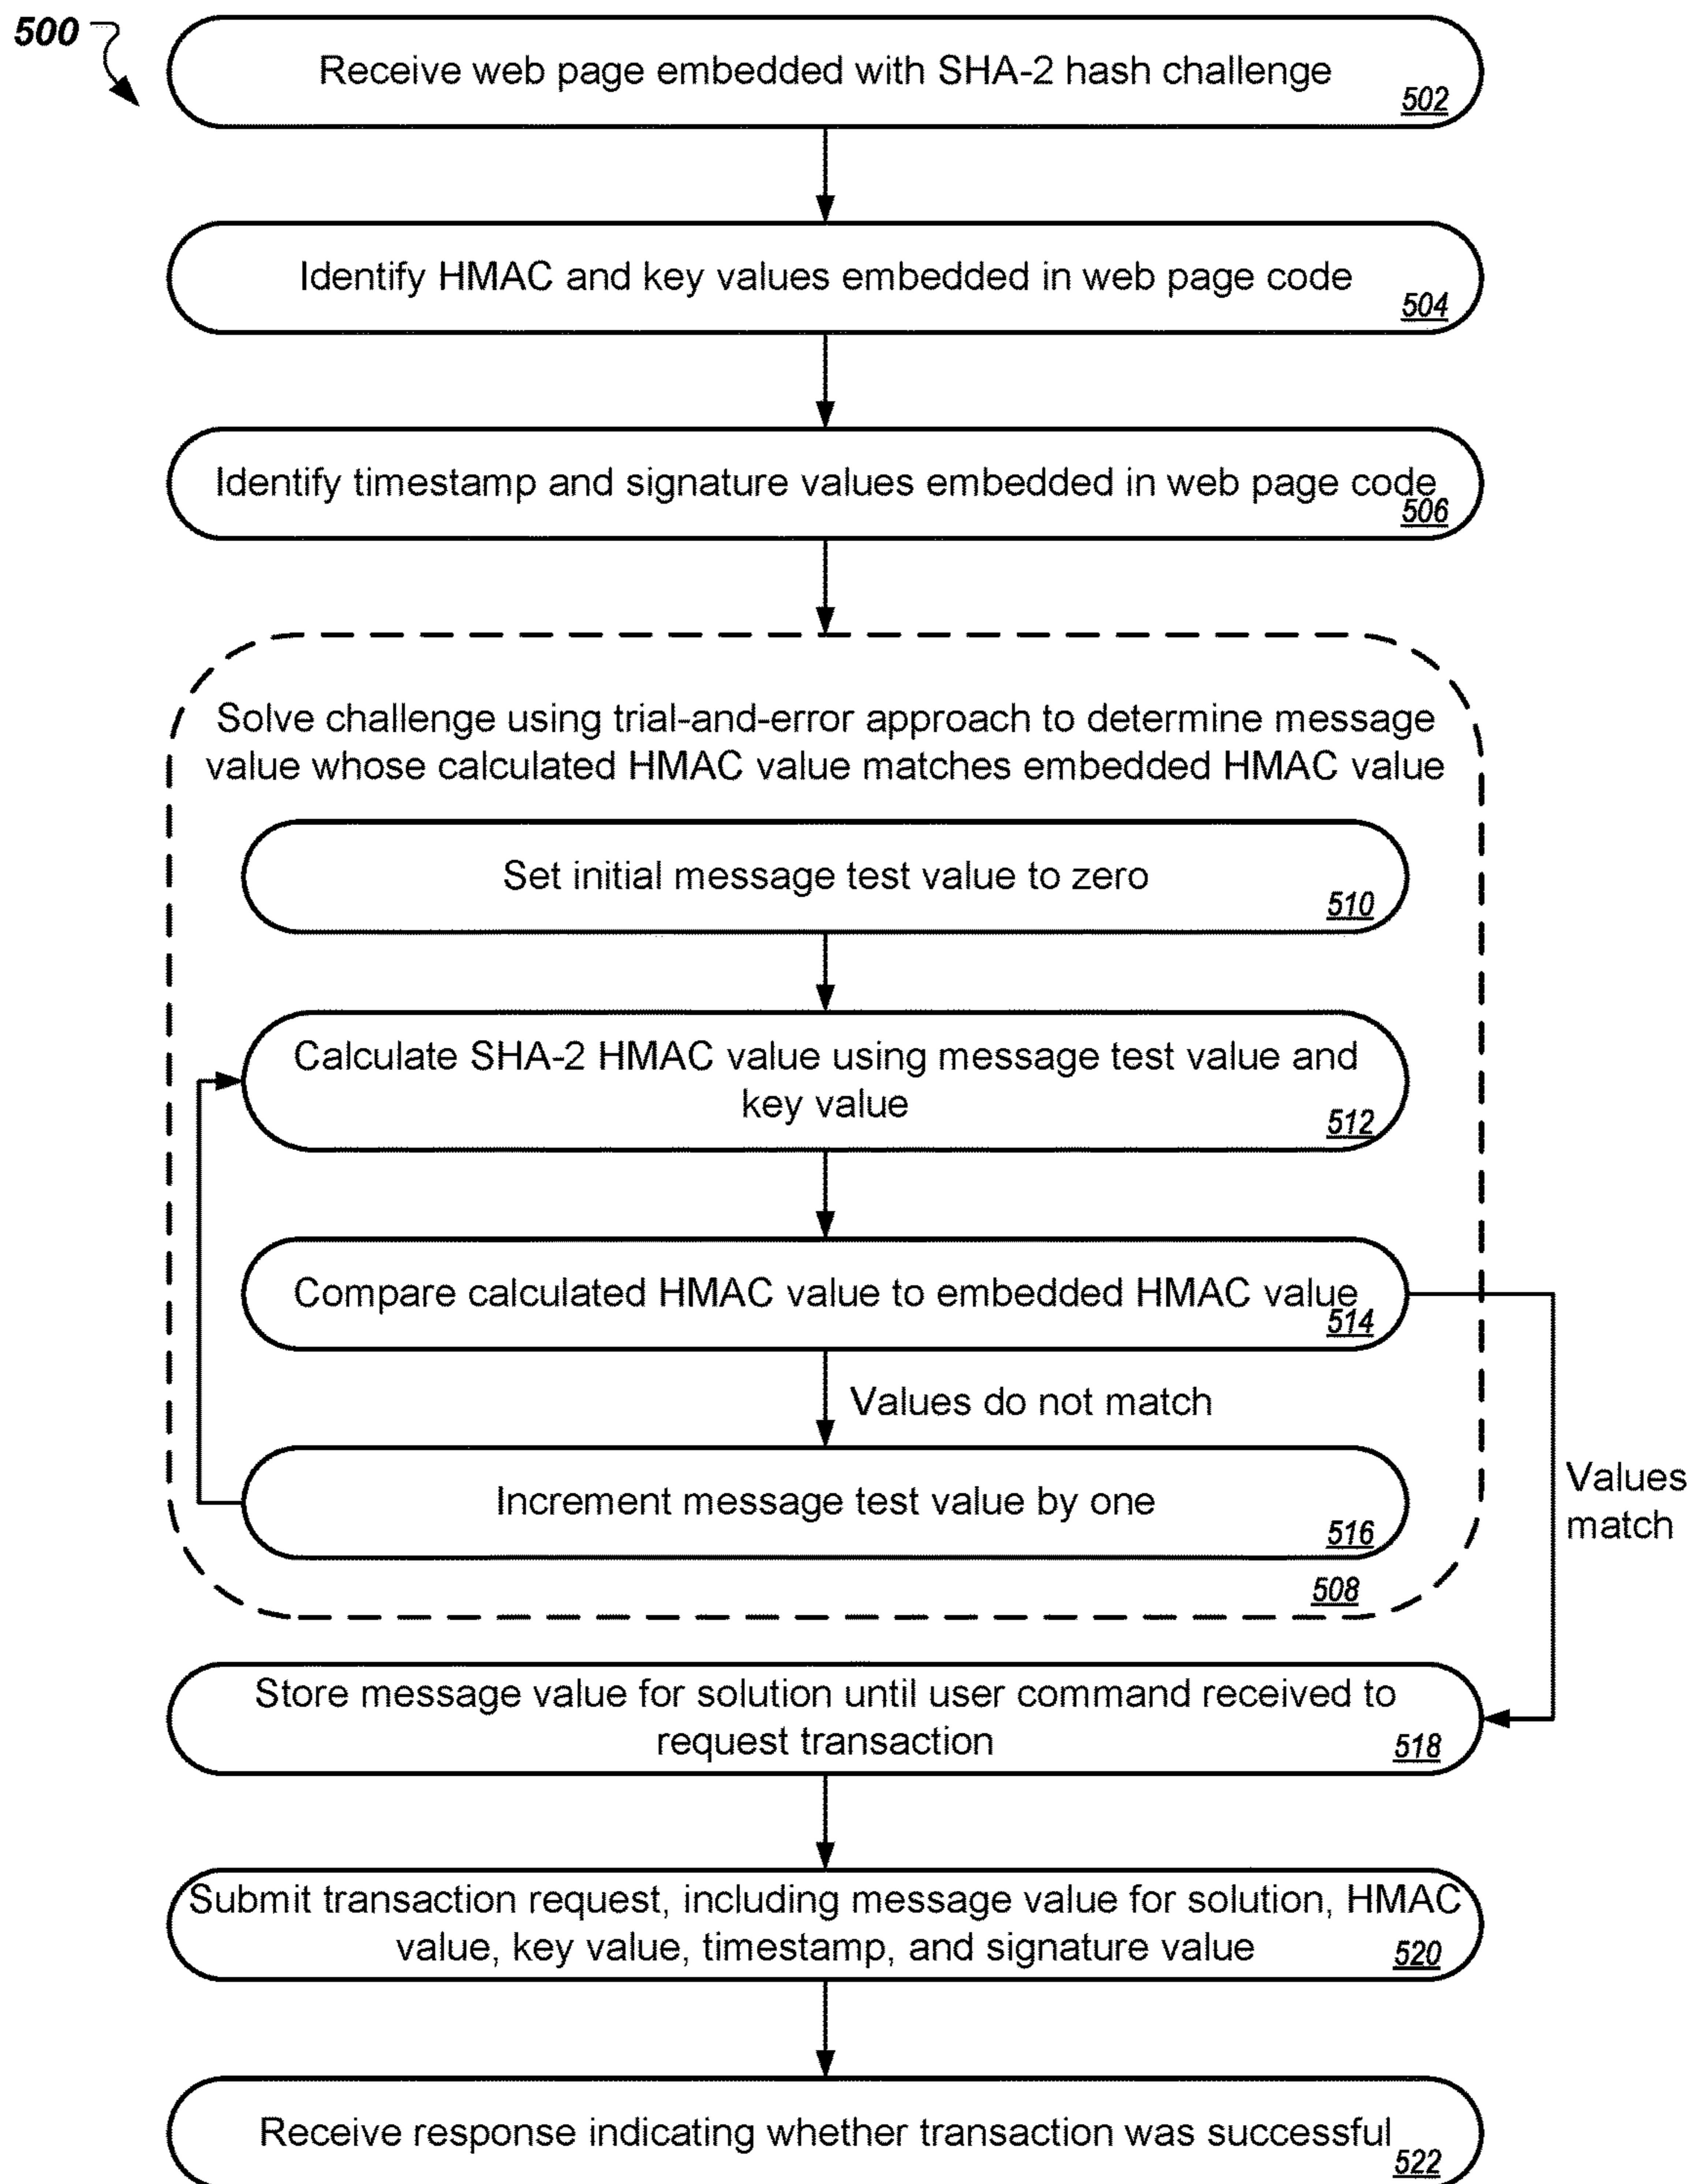 500
Receive web page embedded with SHA-2 hash challenge
502
Identify HMAC and key values embedded in web page code
504
Identify timestamp and signature values embedded in web page code
506
Solve challenge using trial-and-error approach to determine message
value whose calculated HMAC value matches embedded HMAC value
Set initial message test value to zero
510
Calculate SHA-2 HMAC value using message test value and
key value
512
Compare calculated HMAC value to embedded HMAC value
514
Values do not match
Values
match
Increment message test value by one
516
508
Store message value for solution until user command received to
request transaction
518
Submit transaction request, including message value for solution, HMAC
value, key value, timestamp, and signature value
520
Receive response indicating whether transaction was successful
522